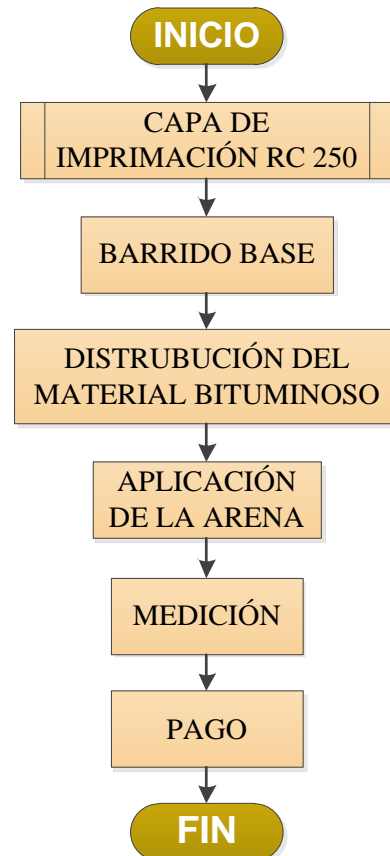 INICIO
CAPA DE
IMPRIMACIÓN RC 250
BARRIDO BASE
DISTRUBUCIÓN DEL
MATERIAL BITUMINOSO
APLICACIÓN
DE LA ARENA
MEDICIÓN
PAGO
FIN